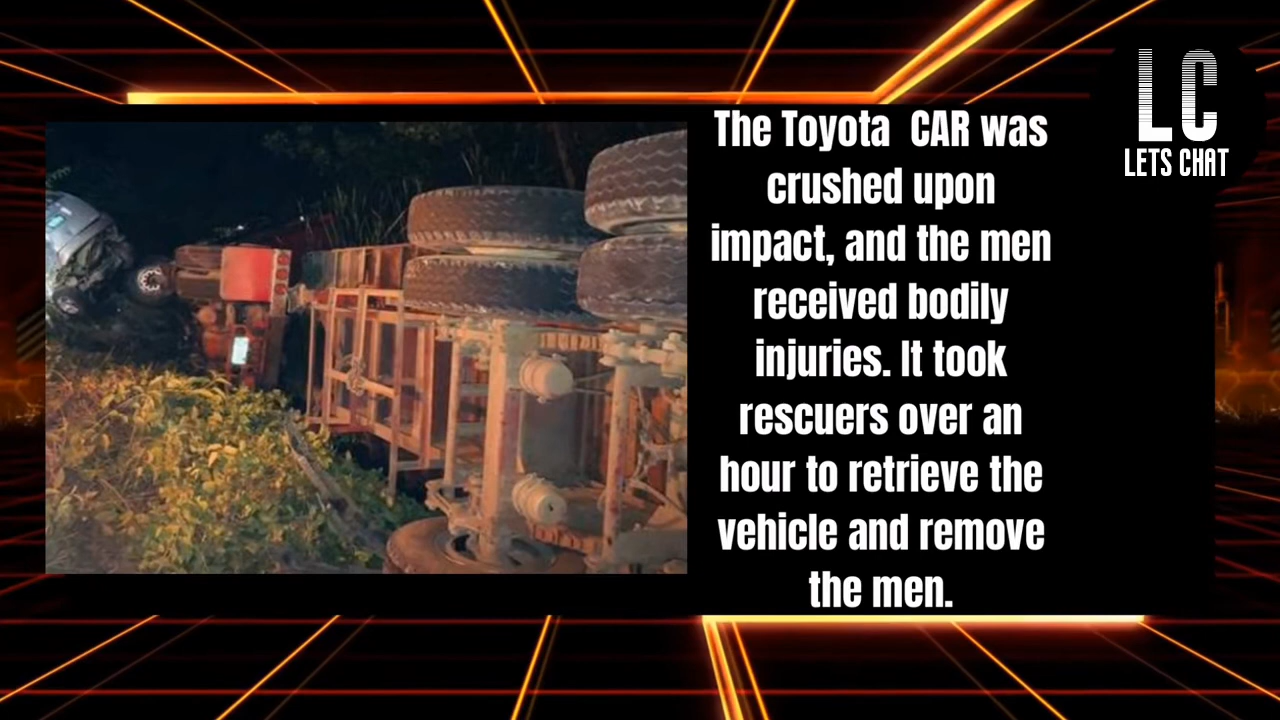 The Toyota  CAR was
crushed upon
impact, and the men
received bodily
injuries. It took
rescuers over an
hour to retrieve the
vehicle and remove
the men.
LC
LETS CHAT